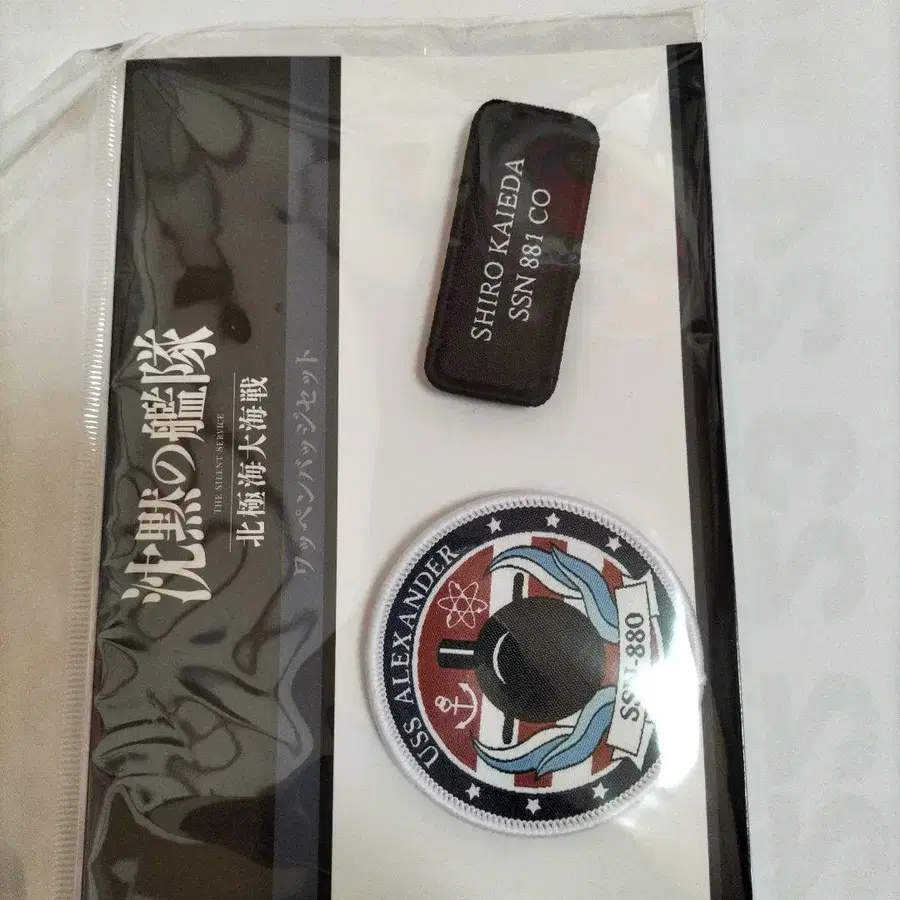 沈黙の艦隊
THE SILENT SERVICE
北極海大海戦
ワッペンバッジセット
SHIRO KAIEDA
SSN 881 CO
USS ALEXANDER
SSN-880